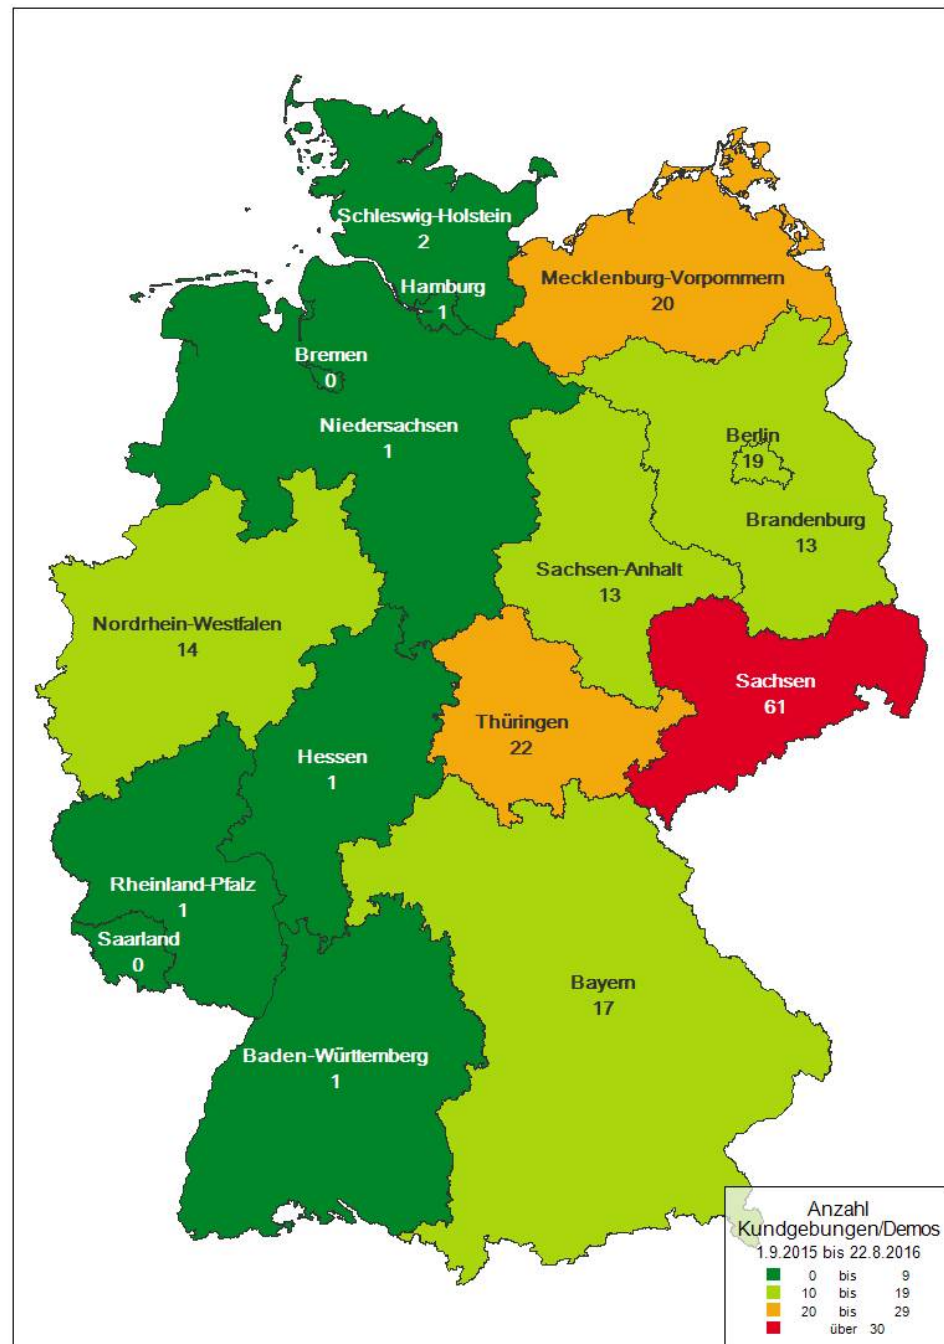 Schleswig-Holstein
2
Hamburg
1
Mecklenburg-Vorpommern
20
Bremen
0
Niedersachsen
1
Berlin
19
Brandenburg
13
Sachsen-Anhalt
13
Nordrhein-Westfalen
14
Sachsen
61
Thüringen
22
Hessen
1
Rheinland-Pfalz
1
Saarland
0
Bayern
17
Baden-Württemberg
1
Anzahl
Kundgebungen/Demos
1.9.2015 bis 22.8.2016
0 bis 9
10 bis 19
20 bis 29
über 30